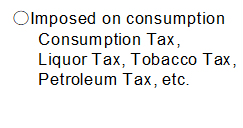 ○Imposed on consumption
Consumption Tax,
Liquor Tax, Tobacco Tax,
Petroleum Tax, etc.